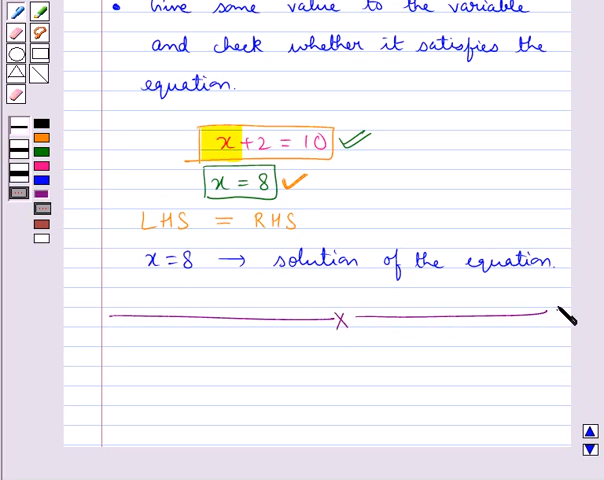 • Give some value to the variable
and check whether it satisfies the
equation.
x + 2 = 10
x = 8
LHS = RHS
x = 8 → solution of the equation.
X